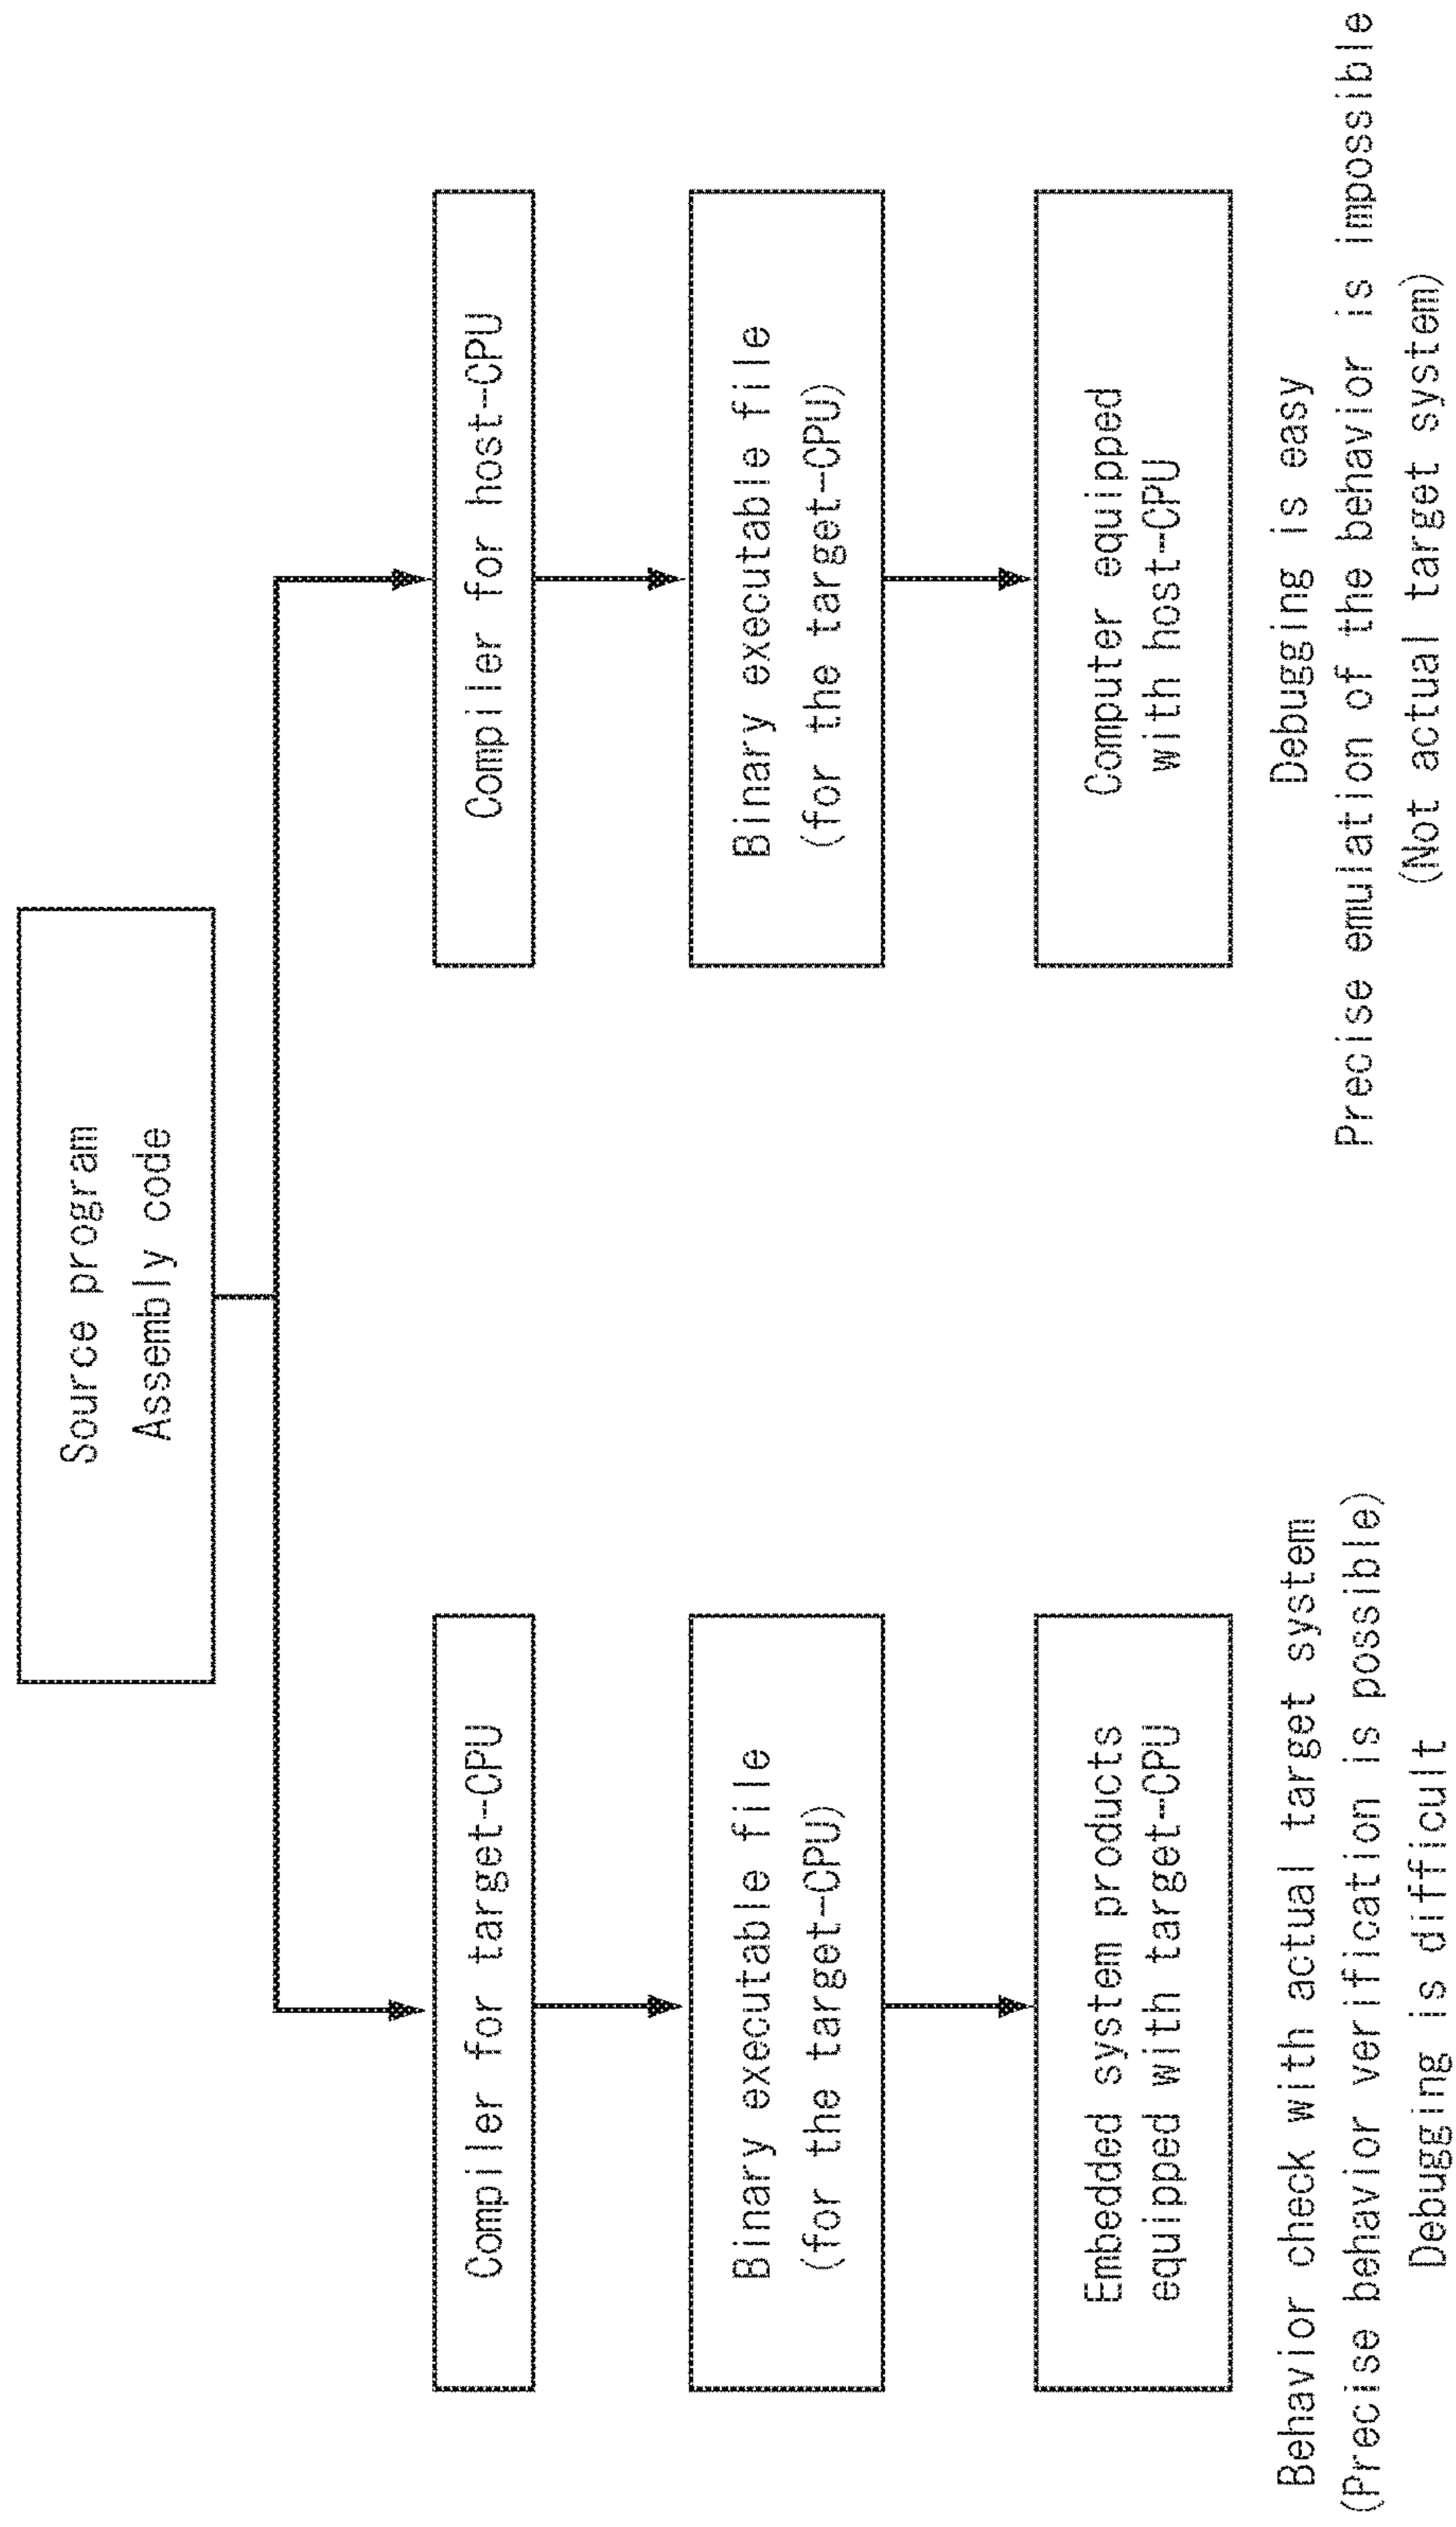 Source program
Assembly code
Compiler for target-CPU
Binary executable file
(for the target-CPU)
Embedded system products
equipped with target-CPU
Behavior check with actual target system
(Precise behavior verification is possible)
Debugging is difficult
Compiler for host-CPU
Binary executable file
(for the target-CPU)
Computer equipped
with host-CPU
Debugging is easy
Precise emulation of the behavior is impossible
(Not actual target system)